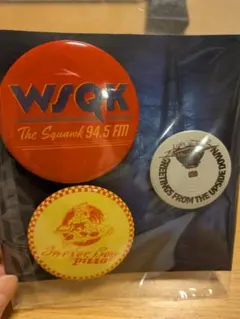 WSQK
The Squawk 94.5 FM
GREETINGS FROM THE UPSIDE DOWN
Surfer Boy
PIZZA